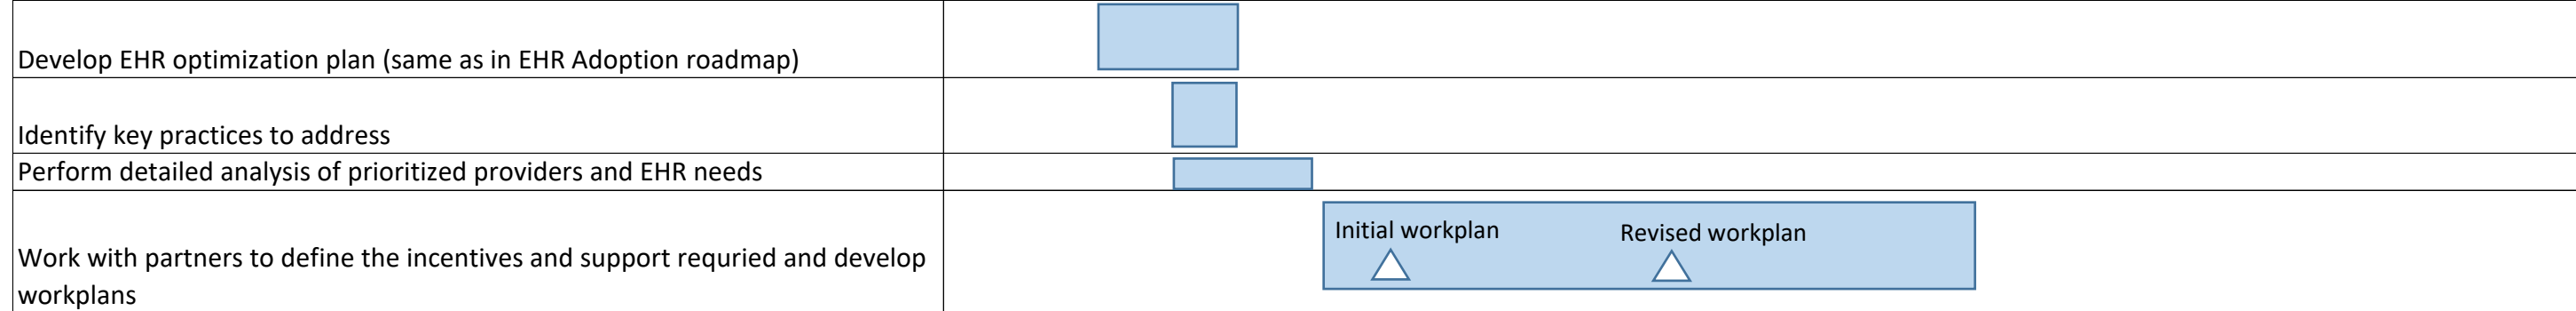 Develop EHR optimization plan (same as in EHR Adoption roadmap)
Identify key practices to address
Perform detailed analysis of prioritized providers and EHR needs
Initial workplan
Revised workplan
Work with partners to define the incentives and support requried and develop
workplans